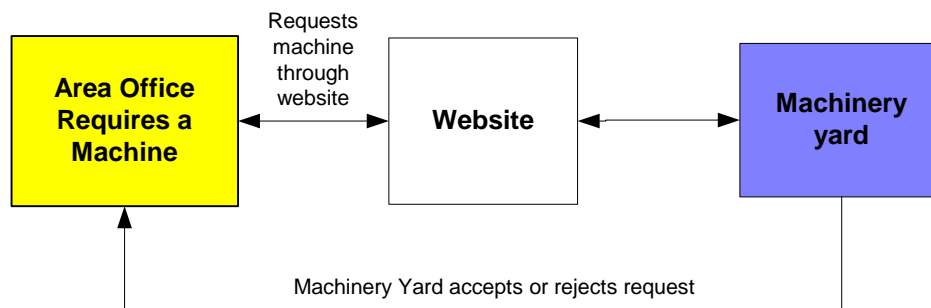 Requests
machine
through
website
Area Office
Requires a
Machine
Website
Machinery
yard
Machinery Yard accepts or rejects request